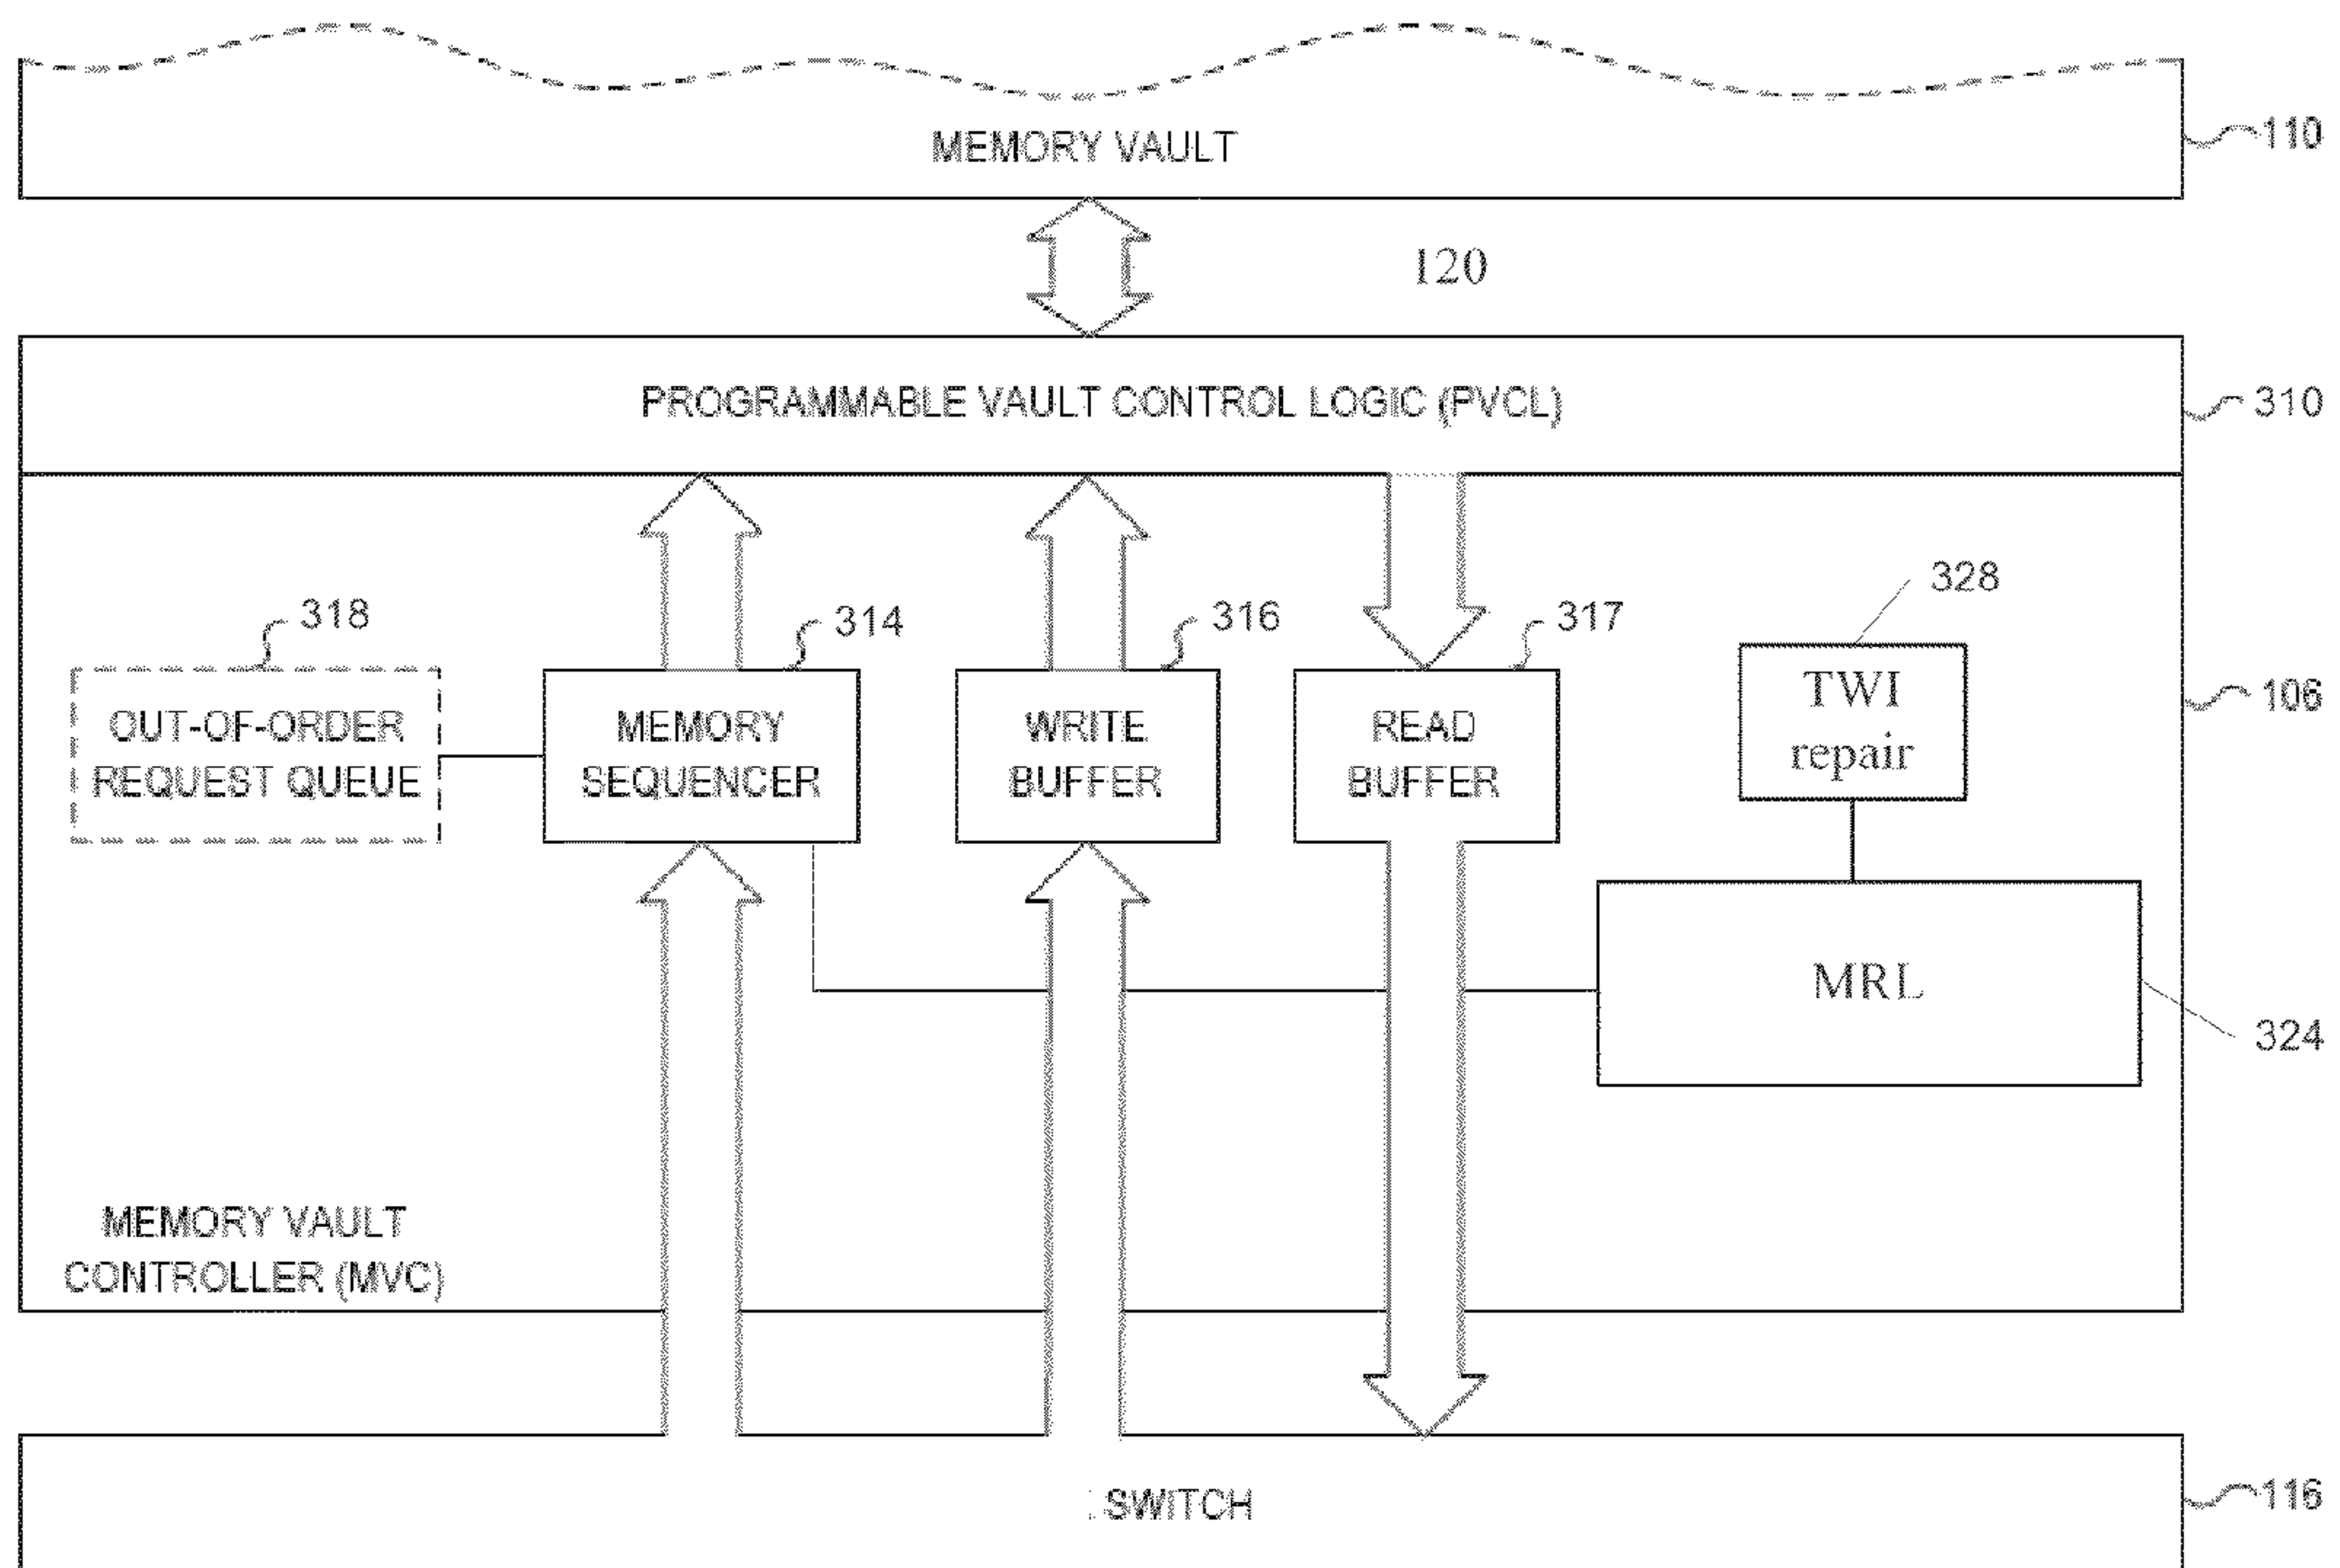 MEMORY VAULT
110
120
PROGRAMMABLE VAULT CONTROL LOGIC (PVCL)
310
328
318
314
316
317
TWI
repair
106
OUT-OF-ORDER
REQUEST QUEUE
MEMORY
SEQUENCER
WRITE
BUFFER
READ
BUFFER
MRL
324
MEMORY VAULT
CONTROLLER (MVC)
SWITCH
116